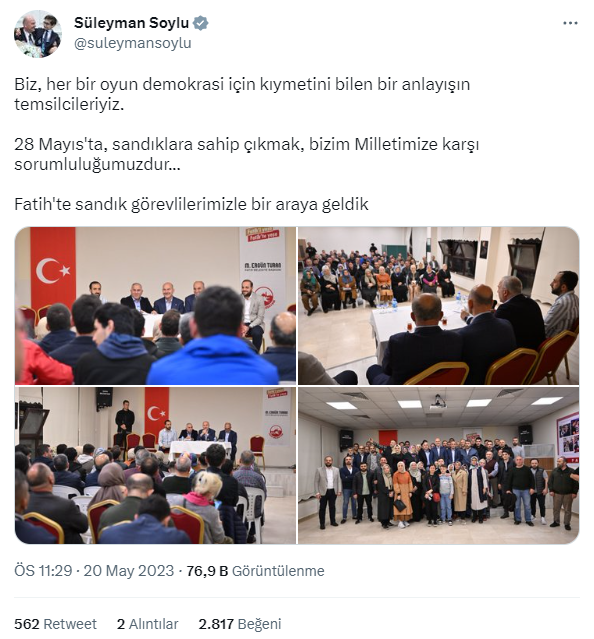 Süleyman Soylu
@suleymansoylu
Biz, her bir oyun demokrasi için kıymetini bilen bir anlayışın
temsilcileriyiz.
28 Mayıs'ta, sandıklara sahip çıkmak, bizim Milletimize karşı
sorumluluğumuzdur...
Fatih'te sandık görevlilerimizle bir araya geldik
M. ERGÜN TURAN
ÖS 11:29 · 20 May 2023 · 76,9 B Görüntülenme
562 Retweet 2 Alıntılar 2.817 Beğeni